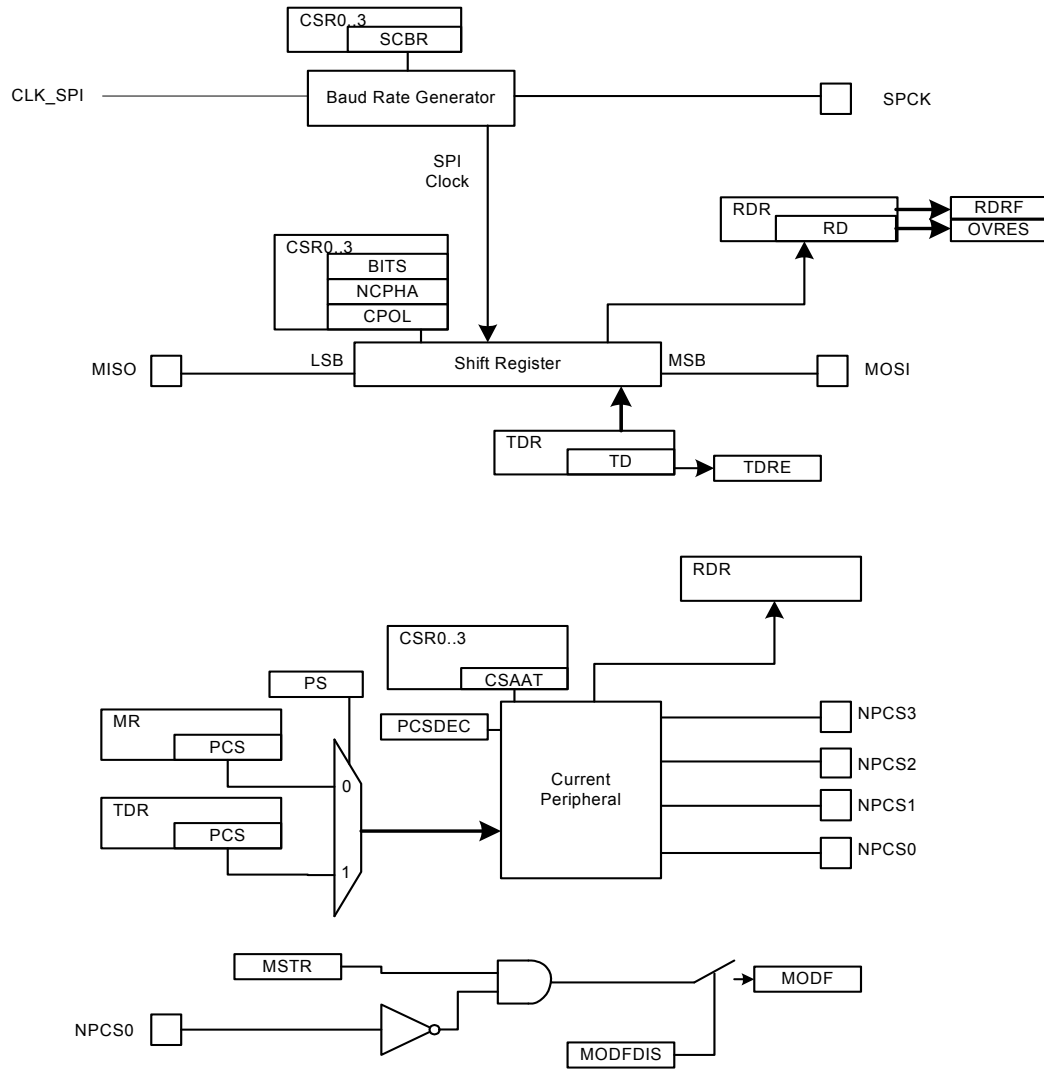 CSR0..3
SCBR
CLK_SPI
Baud Rate Generator
SPCK
SPI
Clock
RDR
RD
RDRF
OVRES
CSR0..3
BITS
NCPHA
CPOL
MISO
LSB
Shift Register
MSB
MOSI
TDR
TD
TDRE
RDR
CSR0..3
CSAAT
PS
MR
PCS
PCSDEC
NPCS3
0
NPCS2
Current
Peripheral
TDR
PCS
NPCS1
1
NPCS0
MSTR
MODF
NPCS0
MODFDIS